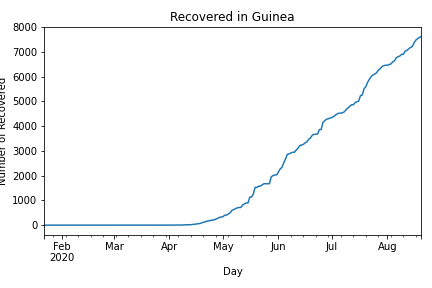 Recovered in Guinea
Number of Recovered
8000
7000
6000
5000
4000
3000
2000
1000
0
Feb Mar Apr May Jun Jul Aug
2020
Day